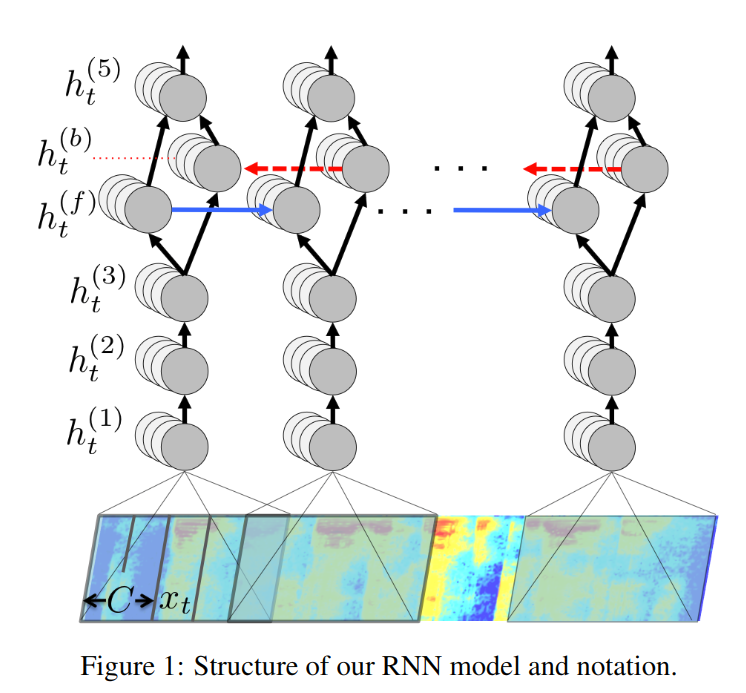 h_t^{(5)}
h_t^{(b)}
h_t^{(f)}
h_t^{(3)}
h_t^{(2)}
h_t^{(1)}
C x_t
Figure 1: Structure of our RNN model and notation.